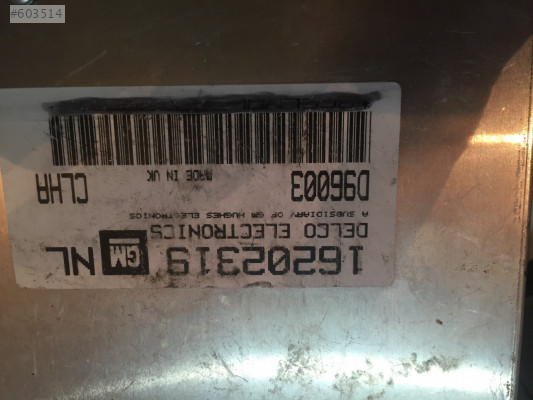 #603514
16202319 GM NL
DELCO ELECTRONICS
A SUBSIDIARY OF GM HUGHES ELECTRONICS
D96003 MADE IN UK CLHA